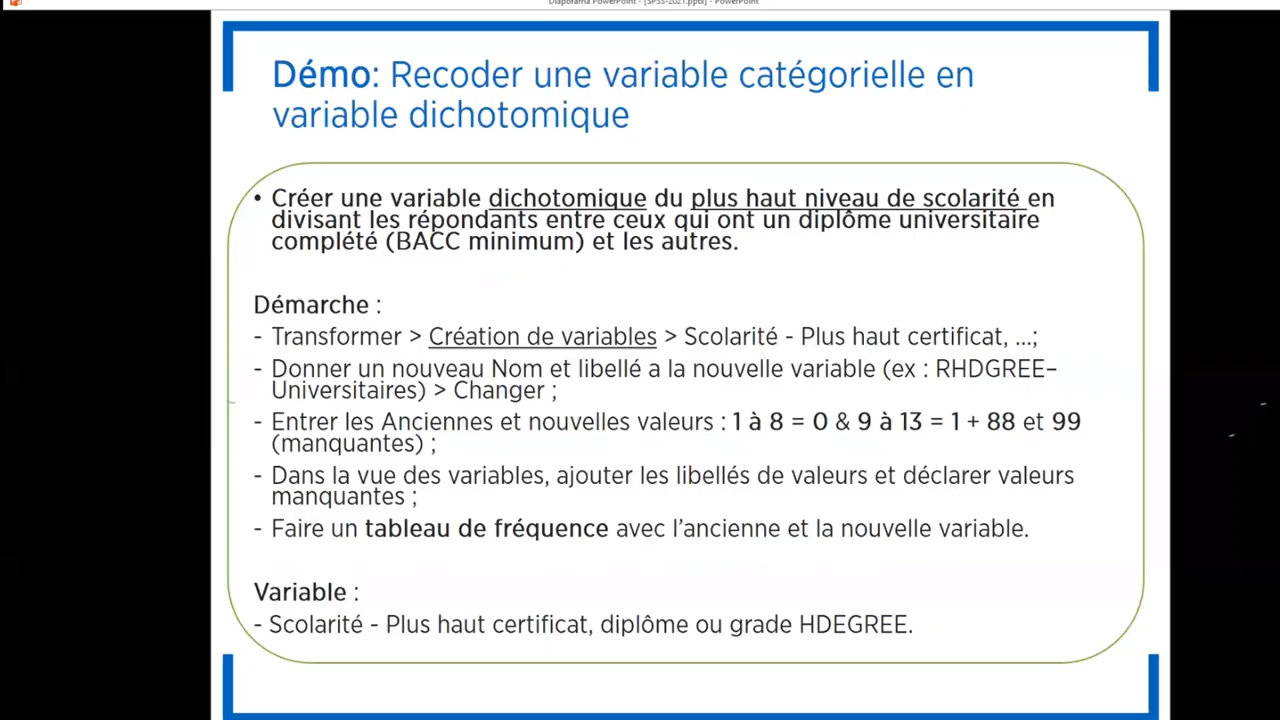 Diaporama PowerPoint - [SPSS-2021.pptx] - PowerPoint
Démo: Recoder une variable catégorielle en
variable dichotomique
• Créer une variable dichotomique du plus haut niveau de scolarité en
divisant les répondants entre ceux qui ont un diplôme universitaire
complété (BACC minimum) et les autres.
Démarche :
- Transformer > Création de variables > Scolarité - Plus haut certificat, ...;
- Donner un nouveau Nom et libellé a la nouvelle variable (ex : RHDGREE–
Universitaires) > Changer ;
- Entrer les Anciennes et nouvelles valeurs : 1 à 8 = 0 & 9 à 13 = 1 + 88 et 99
(manquantes) ;
- Dans la vue des variables, ajouter les libellés de valeurs et déclarer valeurs
manquantes ;
- Faire un tableau de fréquence avec l’ancienne et la nouvelle variable.
Variable :
- Scolarité - Plus haut certificat, diplôme ou grade HDEGREE.